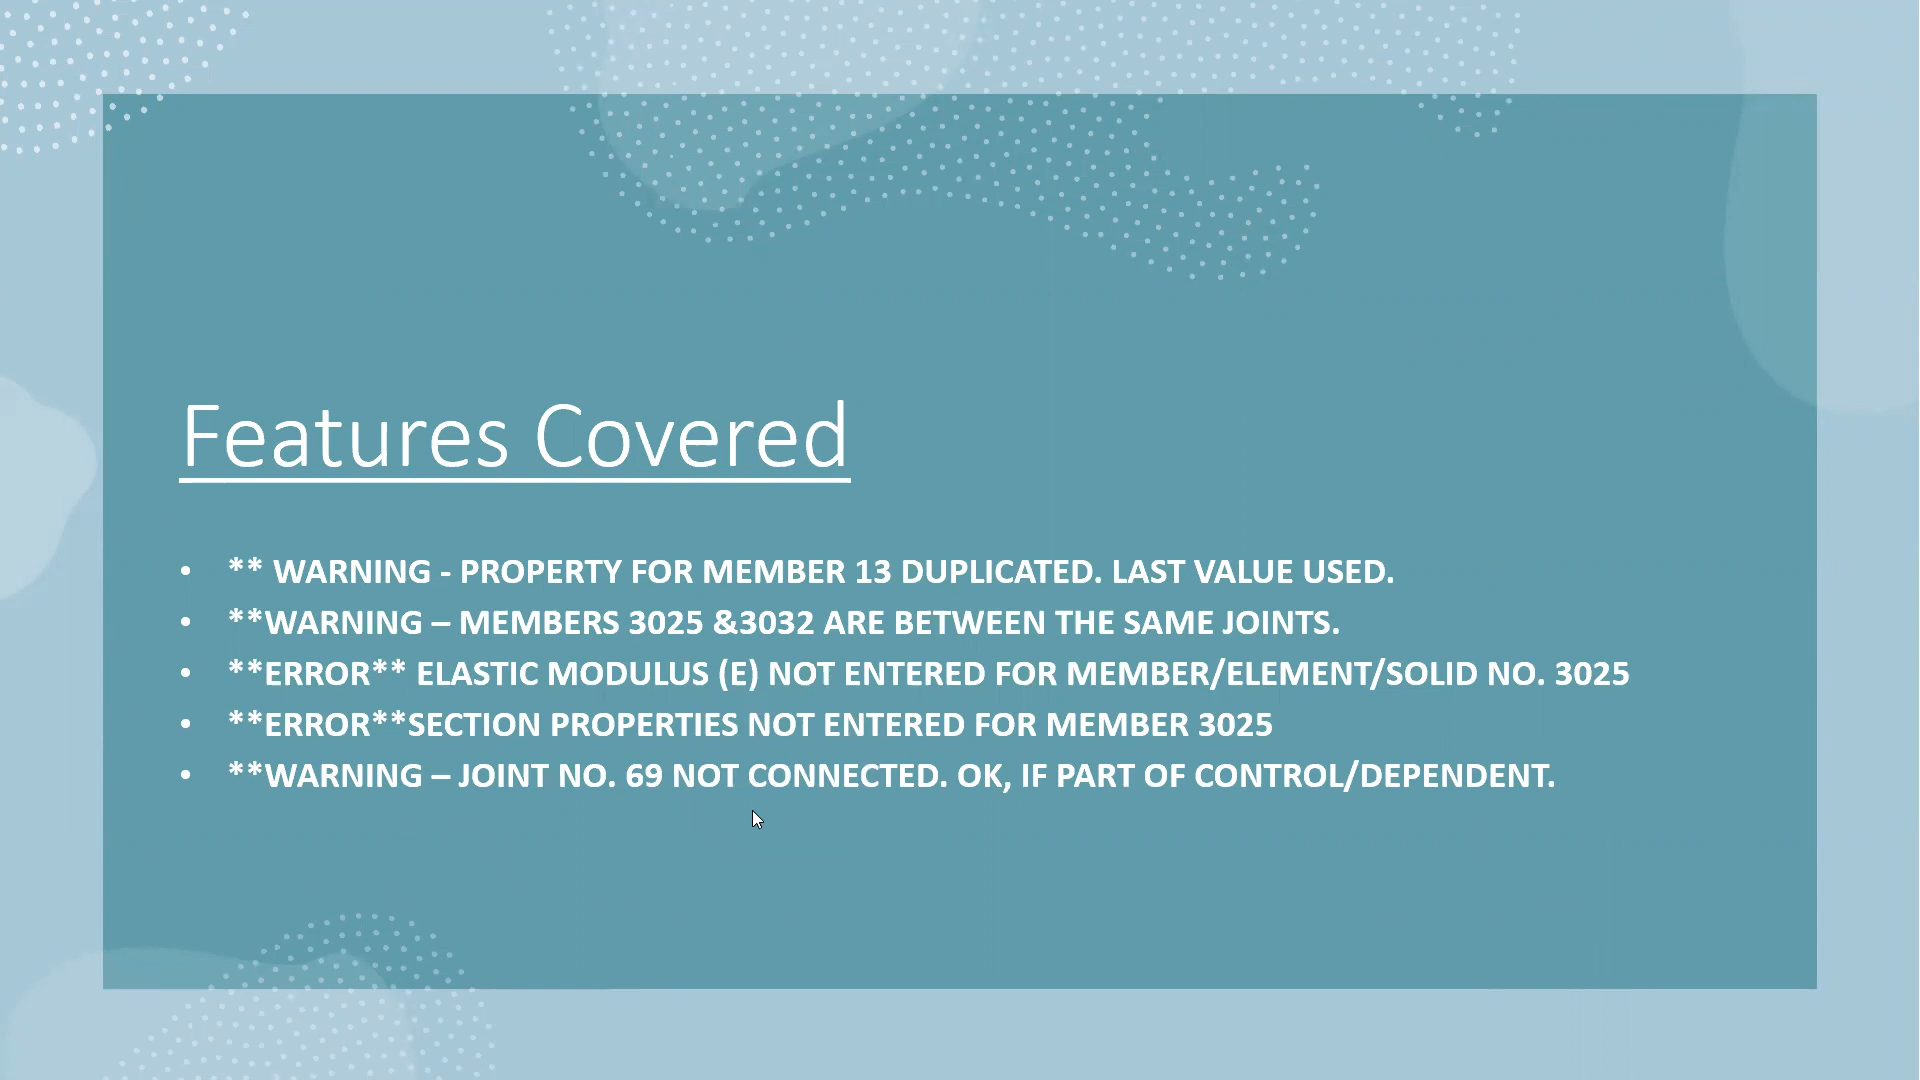 Features Covered
• ** WARNING - PROPERTY FOR MEMBER 13 DUPLICATED. LAST VALUE USED.
• **WARNING – MEMBERS 3025 &3032 ARE BETWEEN THE SAME JOINTS.
• **ERROR** ELASTIC MODULUS (E) NOT ENTERED FOR MEMBER/ELEMENT/SOLID NO. 3025
• **ERROR**SECTION PROPERTIES NOT ENTERED FOR MEMBER 3025
• **WARNING – JOINT NO. 69 NOT CONNECTED. OK, IF PART OF CONTROL/DEPENDENT.